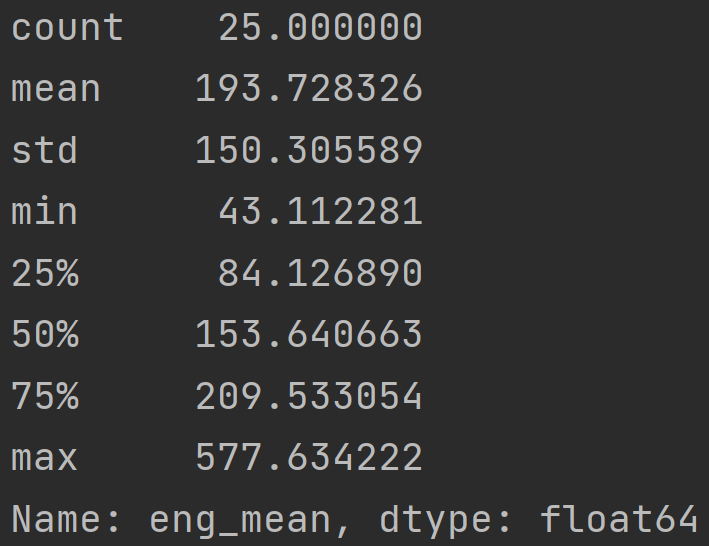 count    25.000000
mean    193.728326
std     150.305589
min      43.112281
25%      84.126890
50%     153.640663
75%     209.533054
max     577.634222
Name: eng_mean, dtype: float64